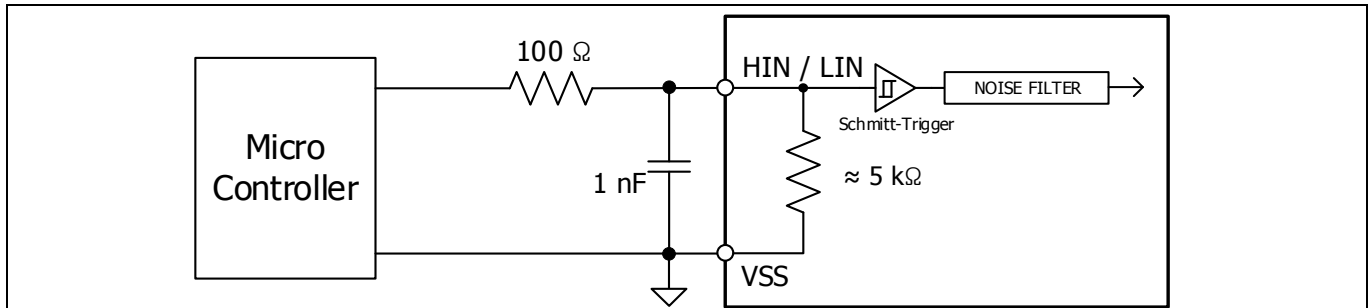 100 Ω
HIN / LIN
NOISE FILTER
Schmitt-Trigger
Micro
Controller
1 nF
≈ 5 kΩ
VSS